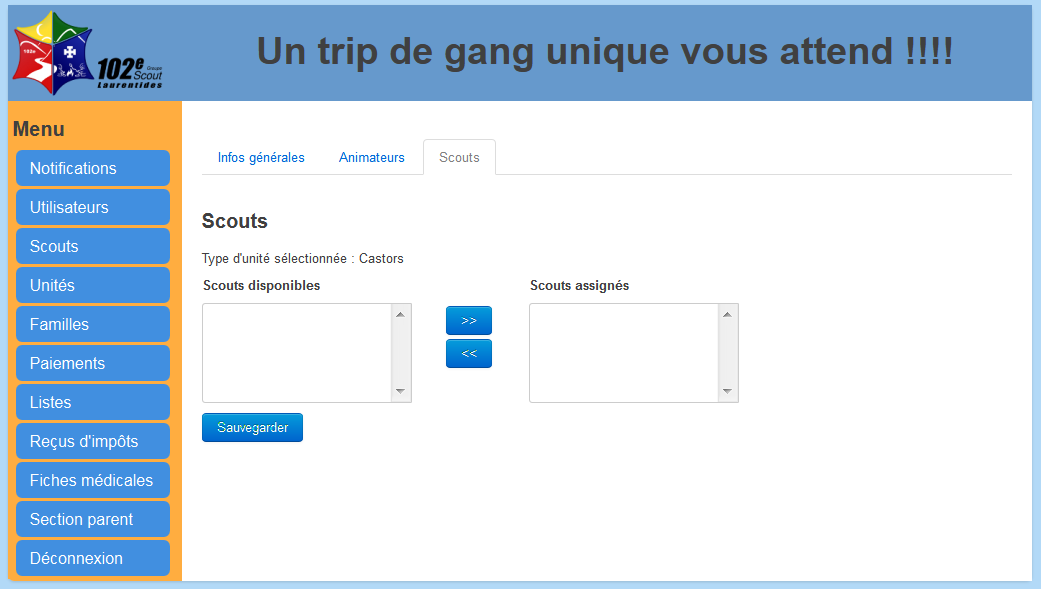 102e
102e Groupe
Scout
Laurentides
Un trip de gang unique vous attend !!!!
Menu
Notifications
Utilisateurs
Scouts
Unités
Familles
Paiements
Listes
Reçus d'impôts
Fiches médicales
Section parent
Déconnexion
Infos générales Animateurs Scouts
Scouts
Type d'unité sélectionnée : Castors
Scouts disponibles Scouts assignés
>>
<<
Sauvegarder